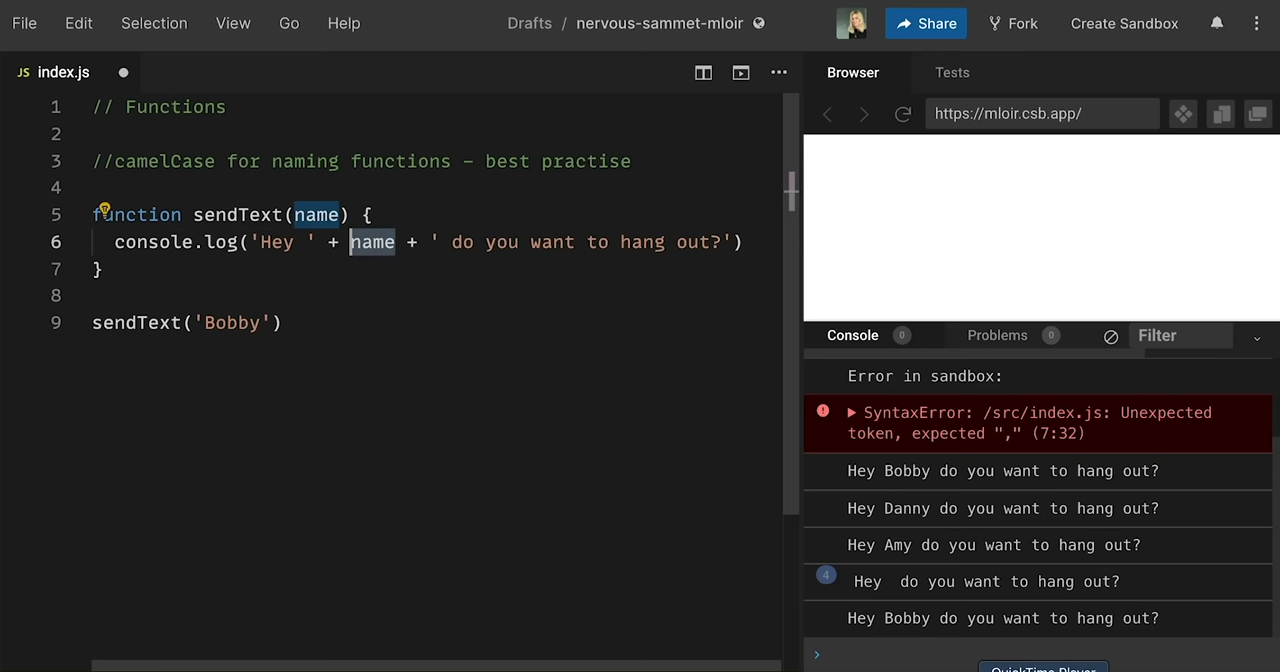 File Edit Selection View Go Help Drafts / nervous-sammet-mloir Share Fork Create Sandbox
JS index.js
Browser Tests
https://mloir.csb.app/
1 // Functions
2
3 //camelCase for naming functions - best practise
4
5 function sendText(name) {
6 console.log('Hey ' + name + ' do you want to hang out?')
7 }
8
9 sendText('Bobby')
Console 0 Problems 0 Filter
Error in sandbox:
SyntaxError: /src/index.js: Unexpected
token, expected "," (7:32)
Hey Bobby do you want to hang out?
Hey Danny do you want to hang out?
Hey Amy do you want to hang out?
4 Hey  do you want to hang out?
Hey Bobby do you want to hang out?
QuickTime Player